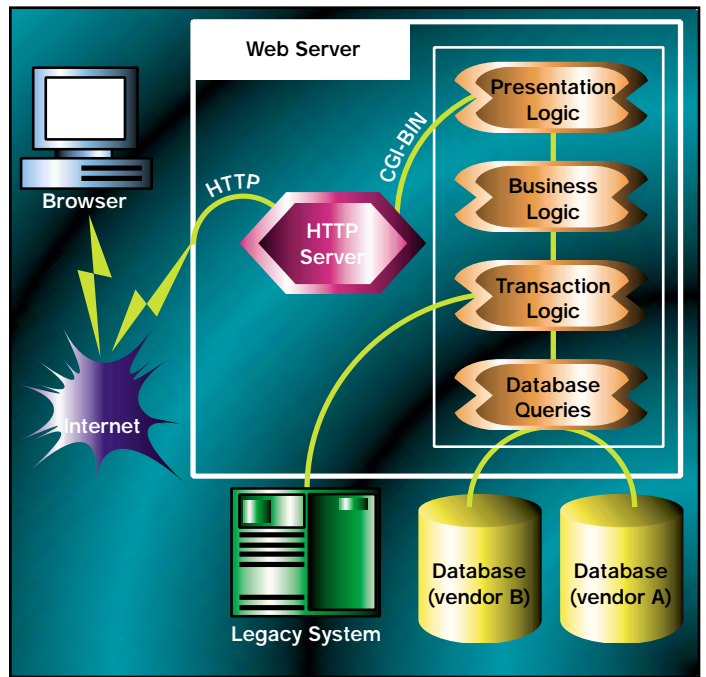 Web Server
Presentation
Logic
CGI-BIN
Business
Logic
HTTP
Browser
HTTP
Server
Transaction
Logic
Database
Queries
Internet
Legacy System
Database
(vendor B)
Database
(vendor A)